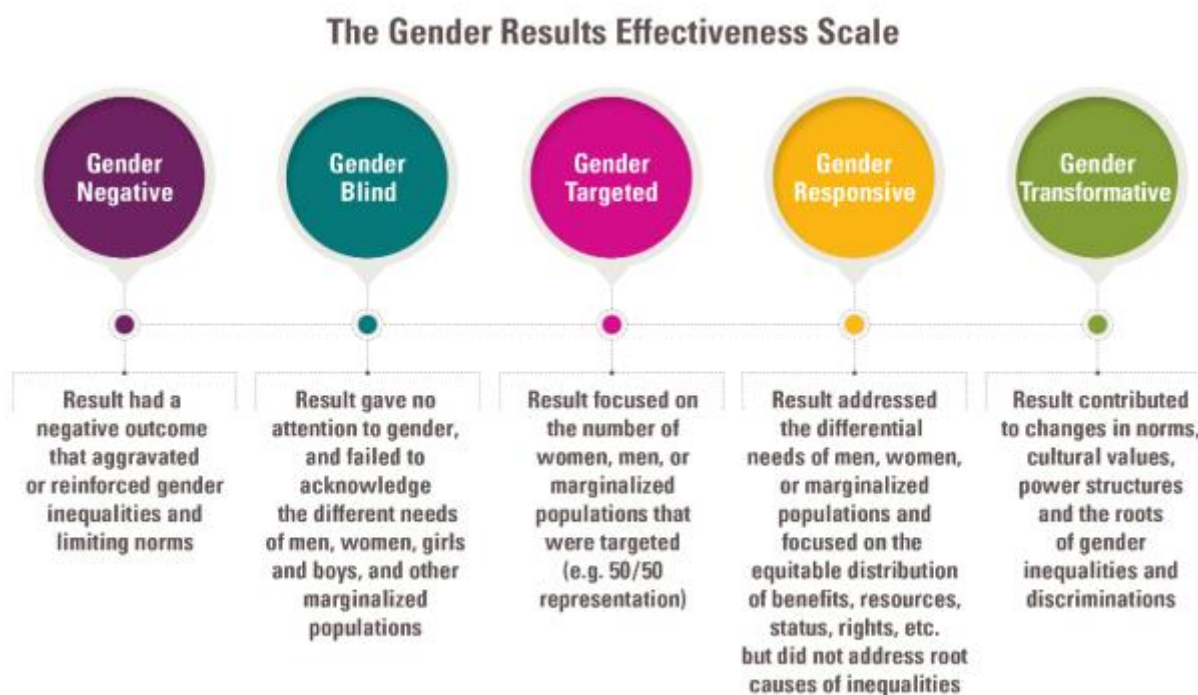 The Gender Results Effectiveness Scale
Gender
Negative
Gender
Blind
Gender
Targeted
Gender
Responsive
Gender
Transformative
Result had a
negative outcome
that aggravated
or reinforced gender
inequalities and
limiting norms
Result gave no
attention to gender,
and failed to
acknowledge
the different needs
of men, women, girls
and boys, and other
marginalized
populations
Result focused on
the number of
women, men, or
marginalized
populations that
were targeted
(e.g. 50/50
representation)
Result addressed
the differential
needs of men, women,
or marginalized
populations and
focused on the
equitable distribution
of benefits, resources,
status, rights, etc.
but did not address root
causes of inequalities
Result contributed
to changes in norms,
cultural values,
power structures
and the roots
of gender
inequalities and
discriminations